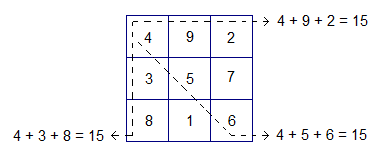 4 + 9 + 2 = 15
4 9 2
3 5 7
8 1 6
4 + 3 + 8 = 15
4 + 5 + 6 = 15